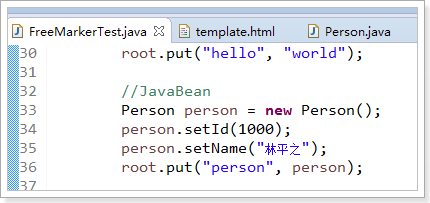 FreeMarkerTest.java template.html Person.java
30 root.put("hello", "world");
31
32 //JavaBean
33 Person person = new Person();
34 person.setId(1000);
35 person.setName("林平之");
36 root.put("person", person);
37